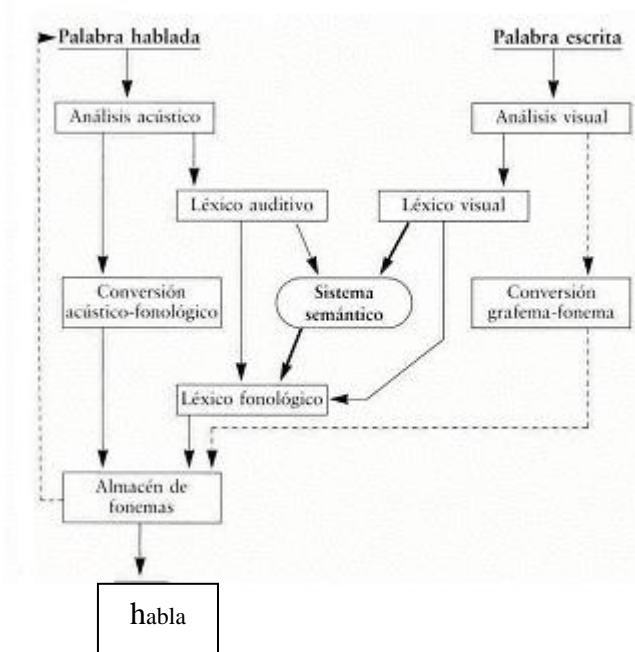 Palabra hablada
Palabra escrita
Análisis acústico
Análisis visual
Léxico auditivo
Léxico visual
Conversión
acústico-fonológico
Sistema
semántico
Conversión
grafema-fonema
Léxico fonológico
Almacén de
fonemas
habla